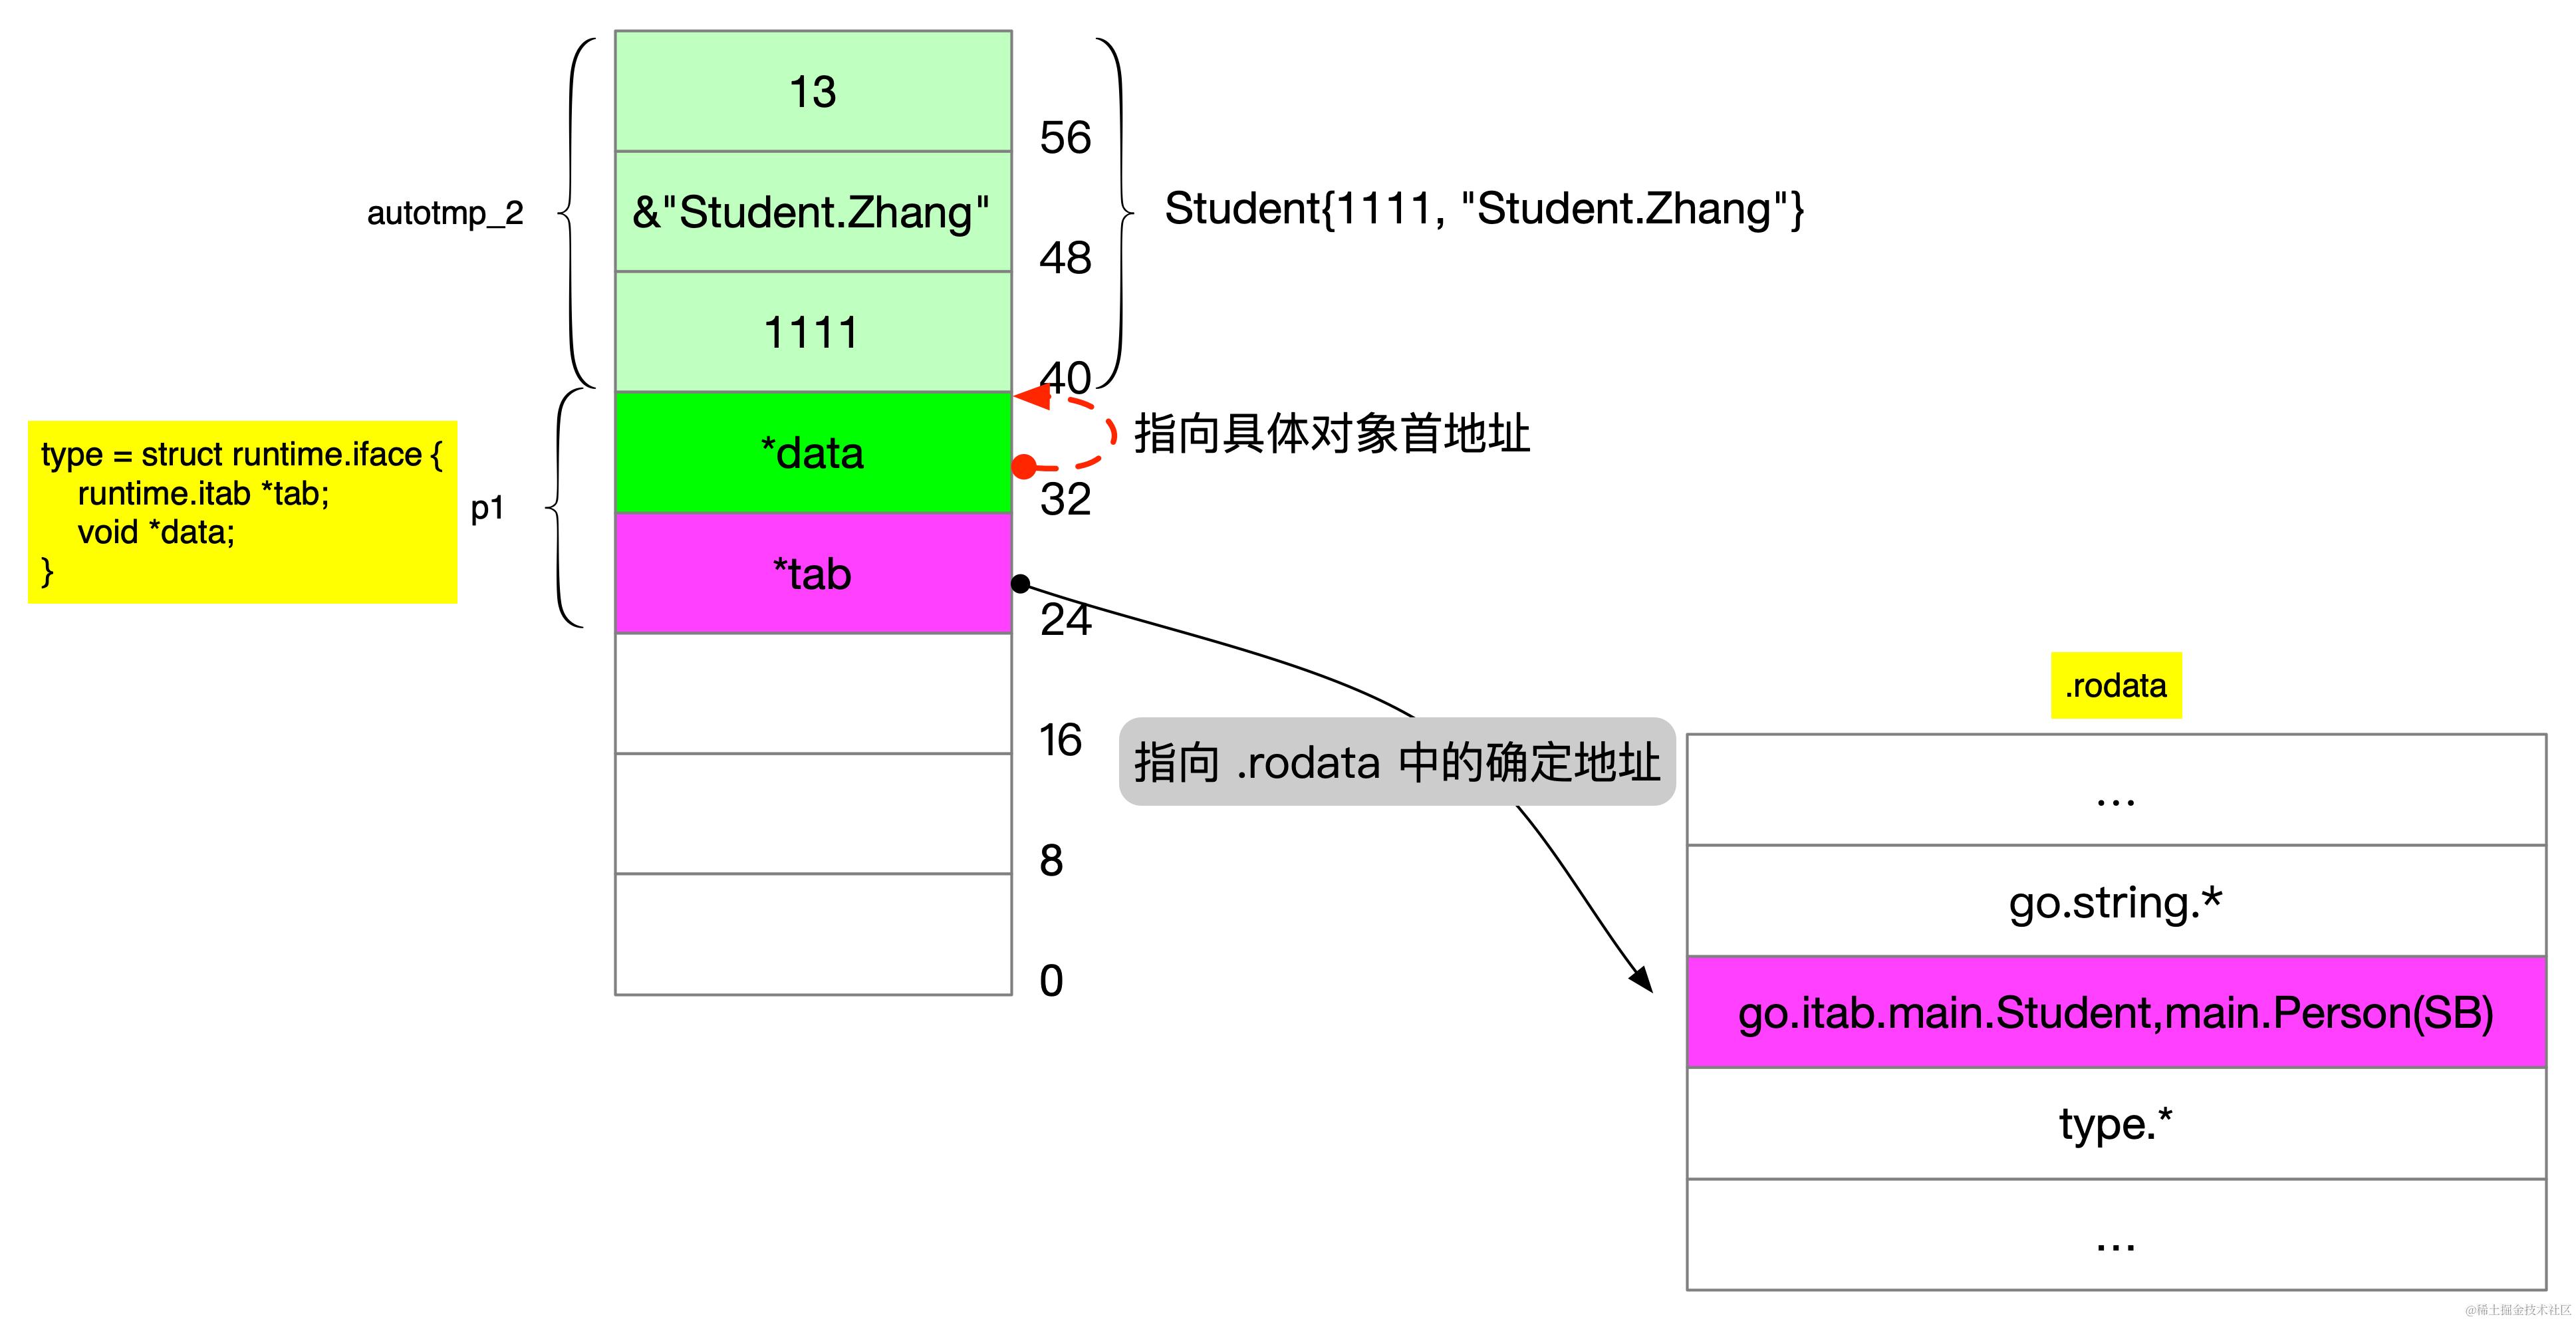 13
56
autotmp_2
&"Student.Zhang"
Student{1111, "Student.Zhang"}
48
1111
40
type = struct runtime.iface {
runtime.itab *tab;
void *data;
}
p1
*data
指向具体对象首地址
32
*tab
24
16
指向 .rodata 中的确定地址
8
0
.rodata
...
go.string.*
go.itab.main.Student,main.Person(SB)
type.*
...
@稀土掘金技术社区